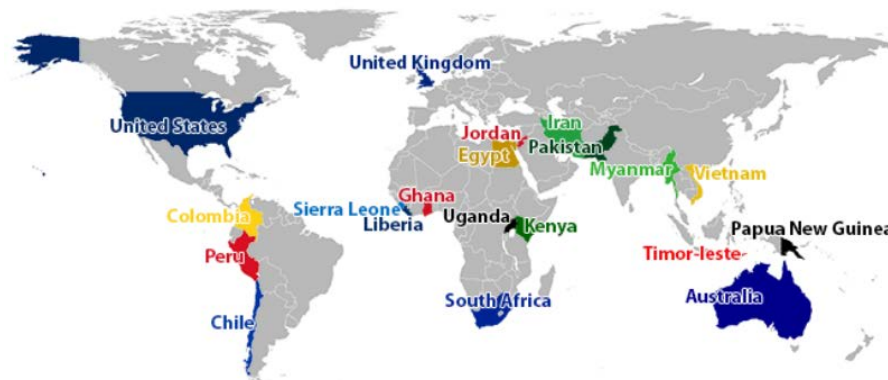 United Kingdom
United States
Iran
Jordan
Pakistan
Egypt
Myanmar
Vietnam
Ghana
Sierra Leone
Colombia
Uganda
Liberia
Kenya
Papua New Guinea
Peru
Timor-leste
South Africa
Australia
Chile